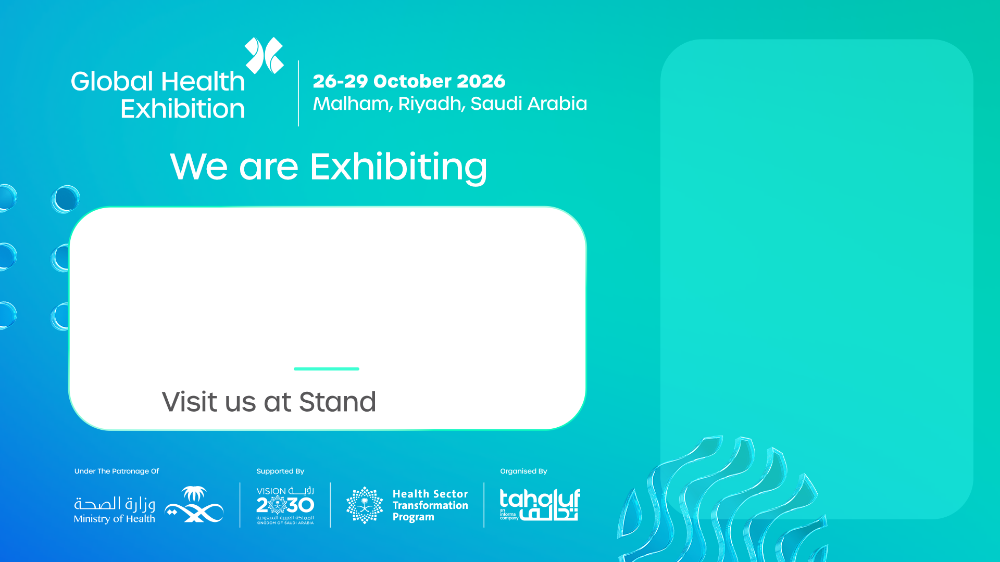 Global Health
Exhibition
26-29 October 2026
Malham, Riyadh, Saudi Arabia
We are Exhibiting
Visit us at Stand
Under The Patronage Of
وزارة الصحة
Ministry of Health
Supported By
VISION رؤيـــة
2030
المملكة العربية السعودية
KINGDOM OF SAUDI ARABIA
Health Sector
Transformation
Program
Organised By
tahaluf
an
informa
company
تحالف